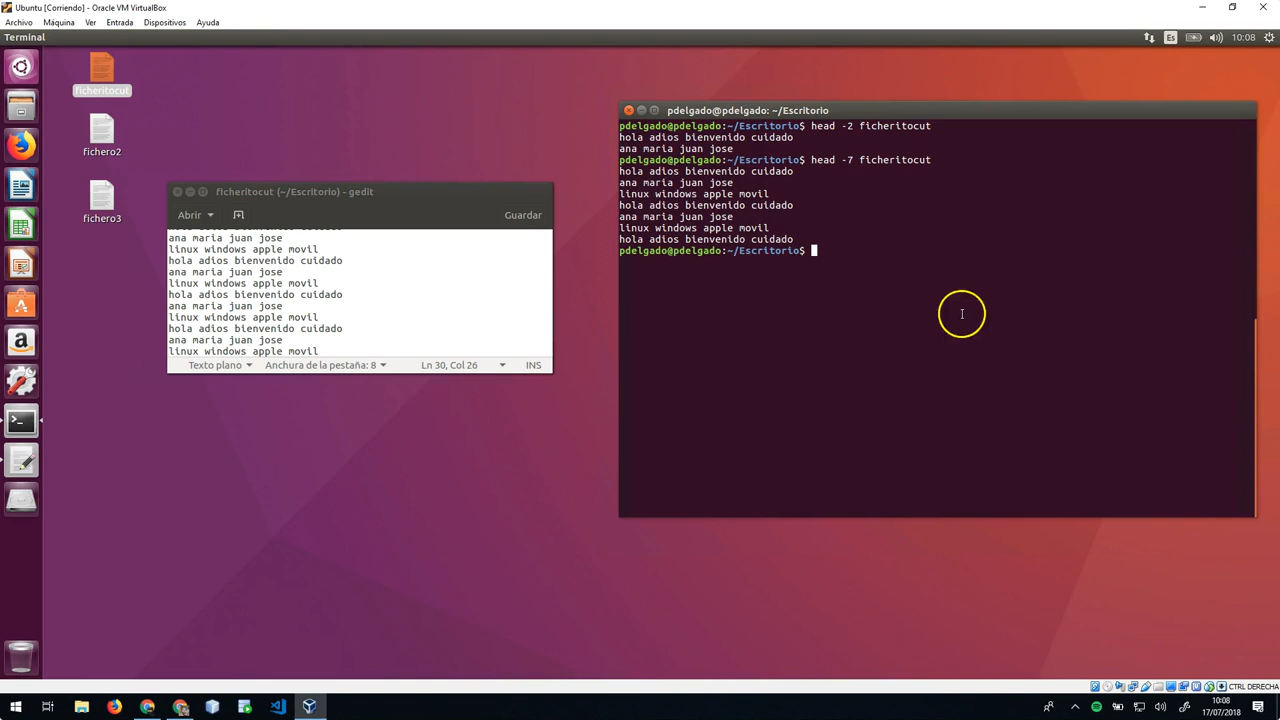 Ubuntu [Corriendo] - Oracle VM VirtualBox
Archivo Máquina Ver Entrada Dispositivos Ayuda
Terminal
Es
10:08
ficheritocut
fichero2
fichero3
ficheritocut (~/Escritorio) - gedit
Abrir
Guardar
ana maria juan jose
linux windows apple movil
hola adios bienvenido cuidado
ana maria juan jose
linux windows apple movil
hola adios bienvenido cuidado
ana maria juan jose
linux windows apple movil
hola adios bienvenido cuidado
ana maria juan jose
linux windows apple movil
Texto plano Anchura de la pestaña: 8 Ln 30, Col 26 INS
pdelgado@pdelgado: ~/Escritorio
pdelgado@pdelgado:~/Escritorio$ head -2 ficheritocut
hola adios bienvenido cuidado
ana maria juan jose
pdelgado@pdelgado:~/Escritorio$ head -7 ficheritocut
hola adios bienvenido cuidado
ana maria juan jose
linux windows apple movil
hola adios bienvenido cuidado
ana maria juan jose
linux windows apple movil
hola adios bienvenido cuidado
pdelgado@pdelgado:~/Escritorio$
CTRL DERECHA
10:08
17/07/2018